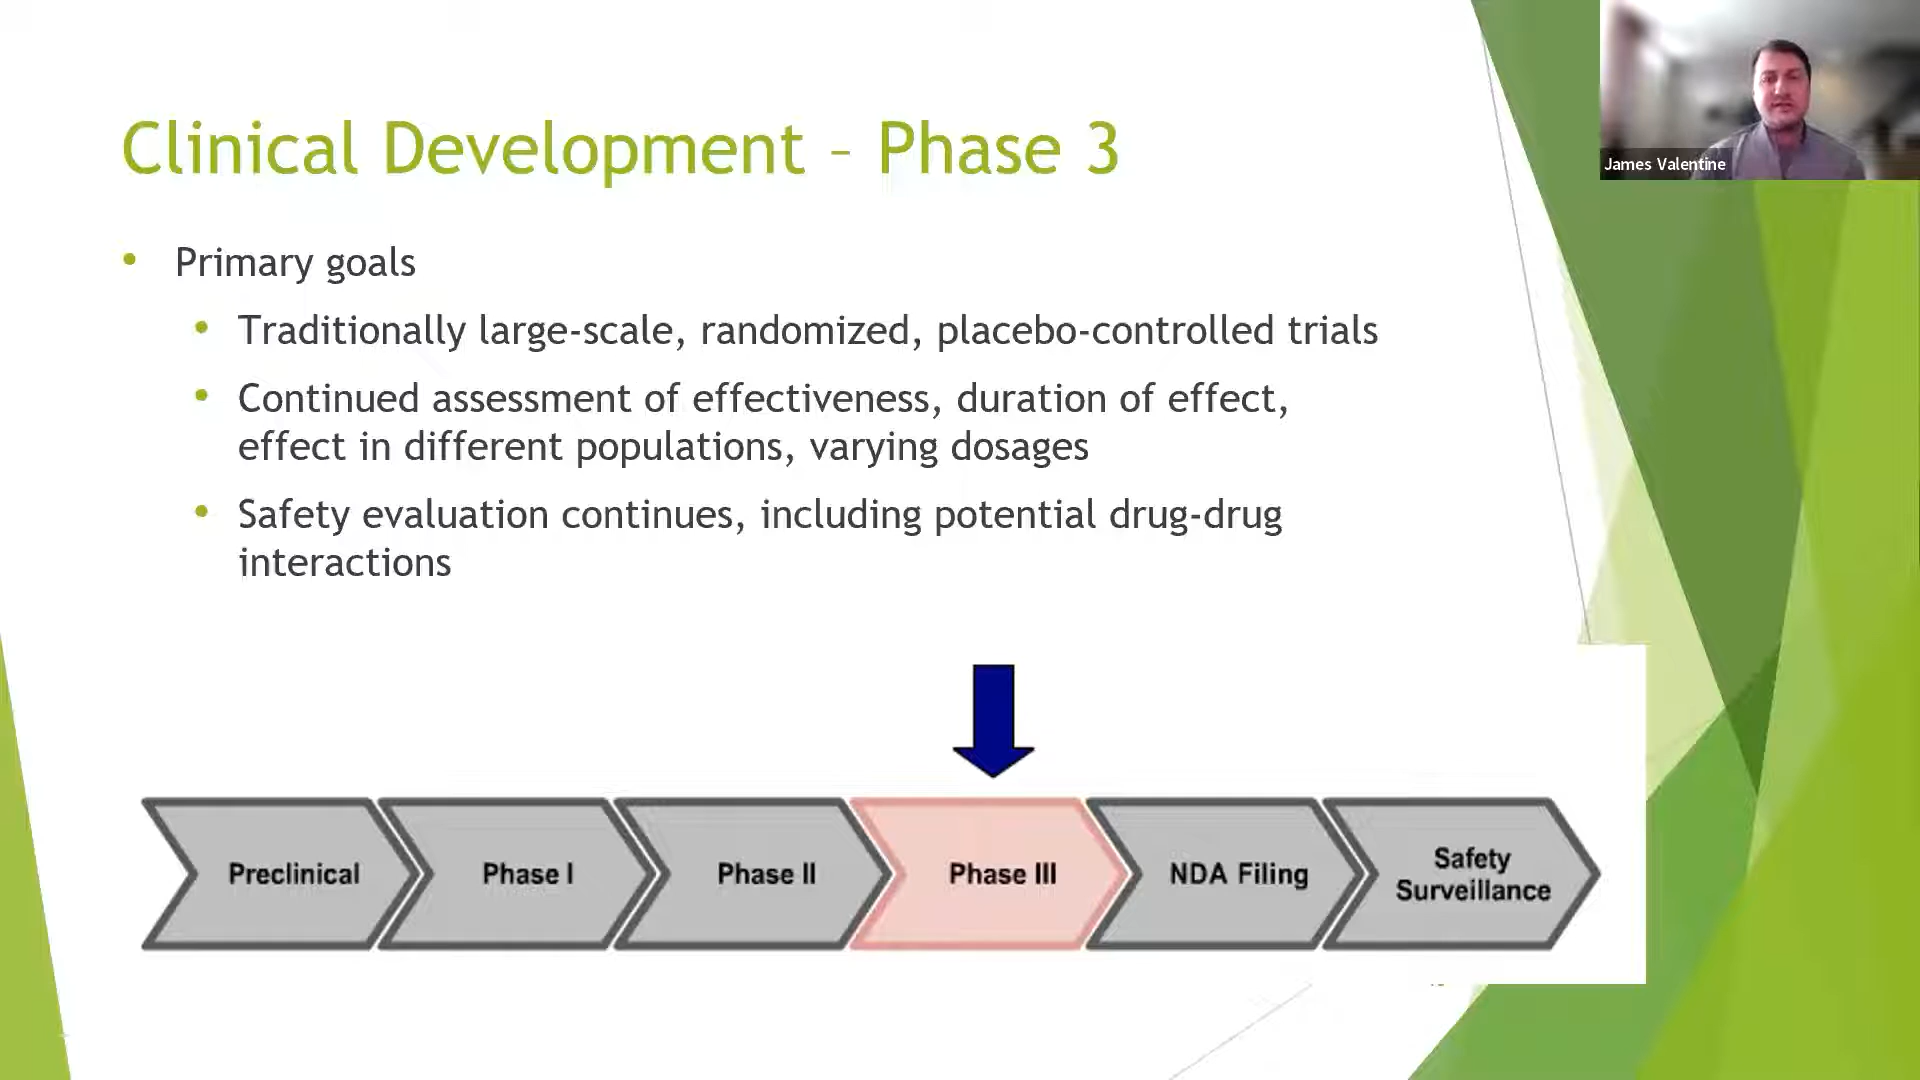 James Valentine
Clinical Development – Phase 3
• Primary goals
• Traditionally large-scale, randomized, placebo-controlled trials
• Continued assessment of effectiveness, duration of effect,
effect in different populations, varying dosages
• Safety evaluation continues, including potential drug-drug
interactions
Preclinical
Phase I
Phase II
Phase III
NDA Filing
Safety
Surveillance